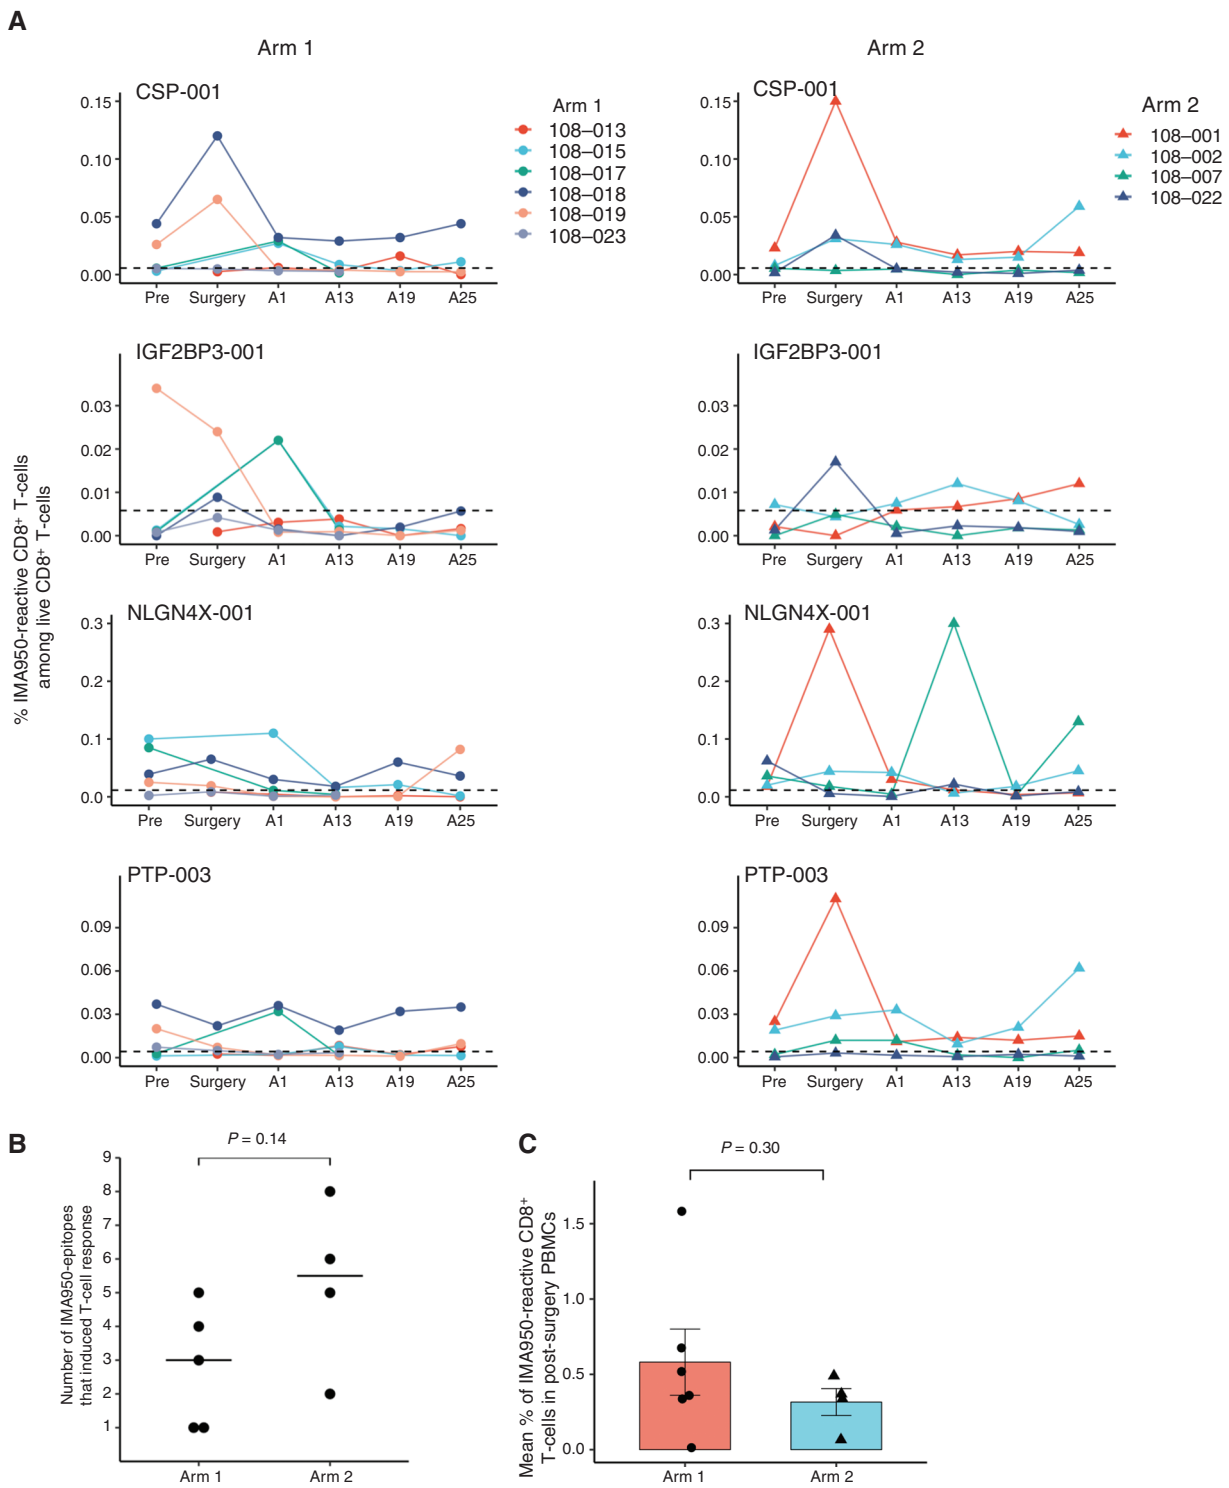 A
Arm 1
Arm 2
CSP-001
0.15
0.10
0.05
0.00
Pre Surgery A1 A13 A19 A25
Arm 1
108–013
108–015
108–017
108–018
108–019
108–023
CSP-001
0.15
0.10
0.05
0.00
Pre Surgery A1 A13 A19 A25
Arm 2
108–001
108–002
108–007
108–022
% IMA950-reactive CD8+ T-cells
among live CD8+ T-cells
IGF2BP3-001
0.03
0.02
0.01
0.00
Pre Surgery A1 A13 A19 A25
IGF2BP3-001
0.03
0.02
0.01
0.00
Pre Surgery A1 A13 A19 A25
NLGN4X-001
0.3
0.2
0.1
0.0
Pre Surgery A1 A13 A19 A25
NLGN4X-001
0.3
0.2
0.1
0.0
Pre Surgery A1 A13 A19 A25
PTP-003
0.09
0.06
0.03
0.00
Pre Surgery A1 A13 A19 A25
PTP-003
0.09
0.06
0.03
0.00
Pre Surgery A1 A13 A19 A25
B
P = 0.14
Number of IMA950-epitopes
that induced T-cell response
9
8
7
6
5
4
3
2
1
Arm 1 Arm 2
C
P = 0.30
Mean % of IMA950-reactive CD8+
T-cells in post-surgery PBMCs
1.5
1.0
0.5
0.0
Arm 1 Arm 2